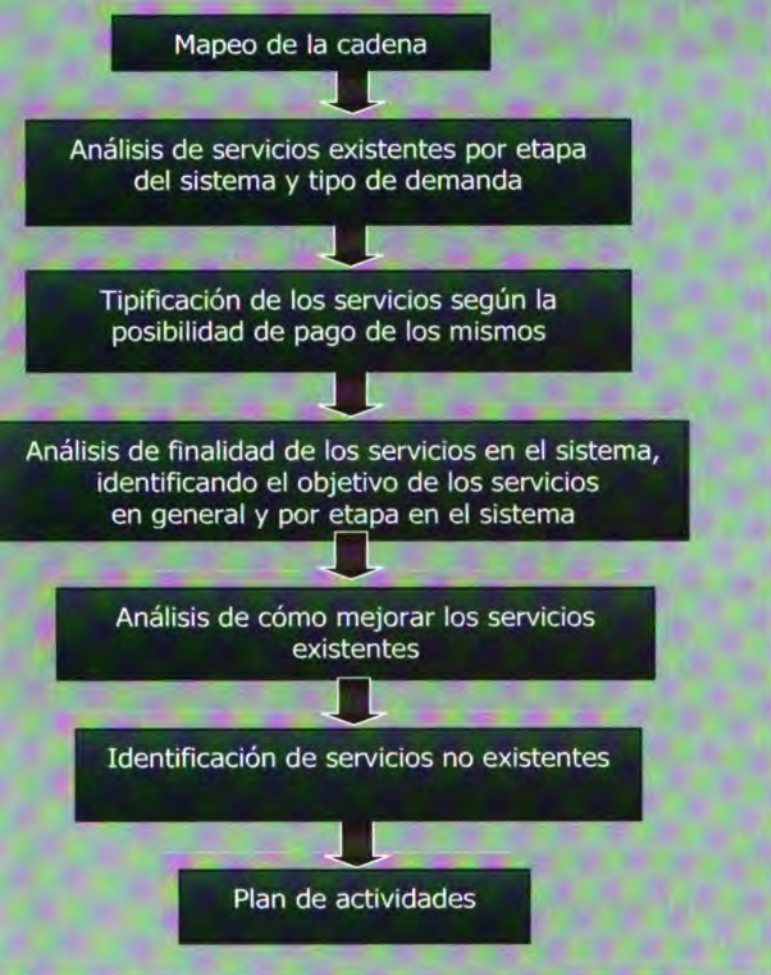 Mapeo de la cadena
Análisis de servicios existentes por etapa
del sistema y tipo de demanda
Tipificación de los servicios según la
posibilidad de pago de los mismos
Análisis de finalidad de los servicios en el sistema,
identificando el objetivo de los servicios
en general y por etapa en el sistema
Análisis de cómo mejorar los servicios
existentes
Identificación de servicios no existentes
Plan de actividades